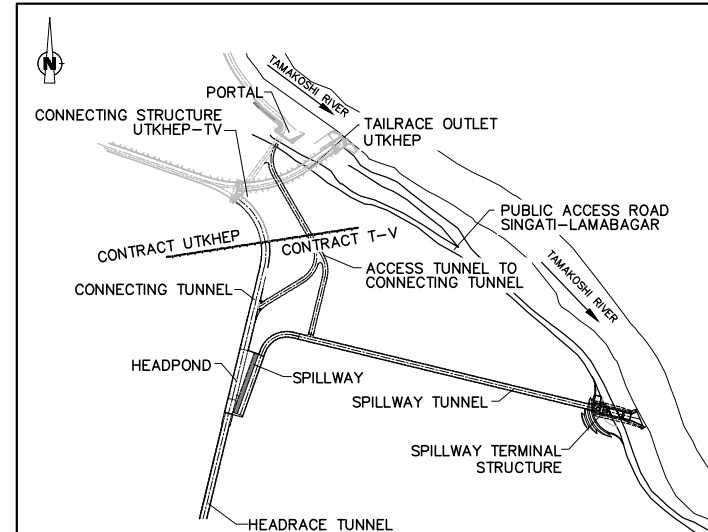 N
TAMAKOSHI RIVER
PORTAL
CONNECTING STRUCTURE
UTKHEP-TV
TAILRACE OUTLET
UTKHEP
PUBLIC ACCESS ROAD
SINGATI-LAMABAGAR
CONTRACT UTKHEP
CONTRACT T-V
ACCESS TUNNEL TO
CONNECTING TUNNEL
CONNECTING TUNNEL
TAMAKOSHI RIVER
HEADPOND
SPILLWAY
SPILLWAY TUNNEL
SPILLWAY TERMINAL
STRUCTURE
HEADRACE TUNNEL